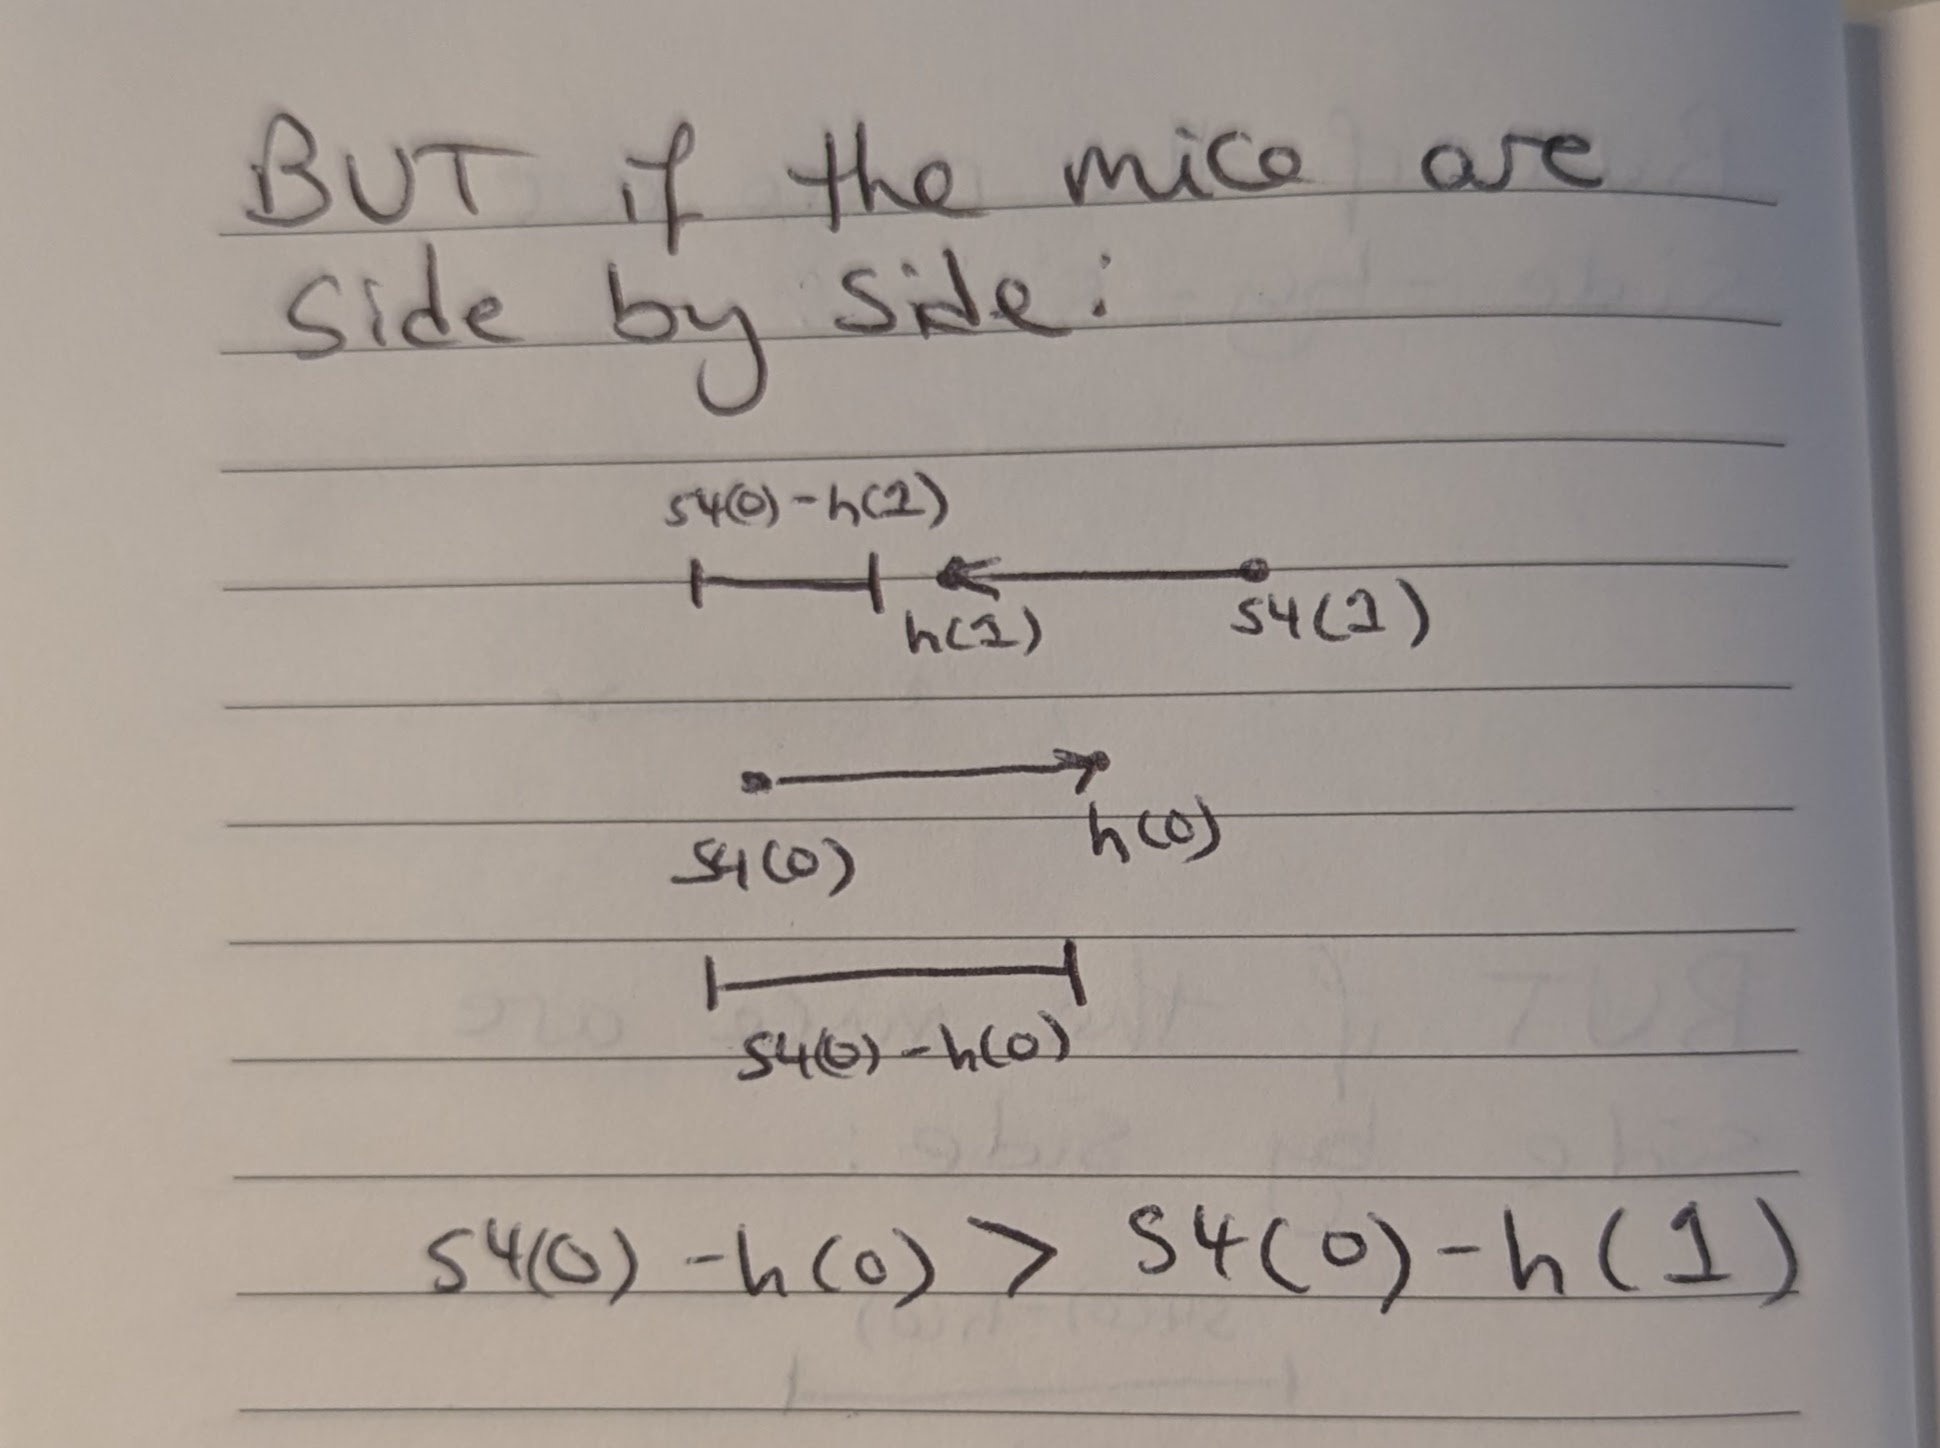 BUT if the mice are
side by side:
S4(0) - h(1)
h(1) S4(1)
S4(0) h(0)
S4(0) - h(0)
S4(0) - h(0) > S4(0) - h(1)